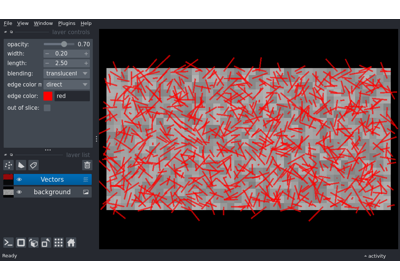 File View Window Plugins Help
layer controls
opacity: 0.70
width: 0.20
length: 2.50
blending: translucent
edge color m direct
edge color: red
out of slice:
layer list
Vectors
background
Ready activity